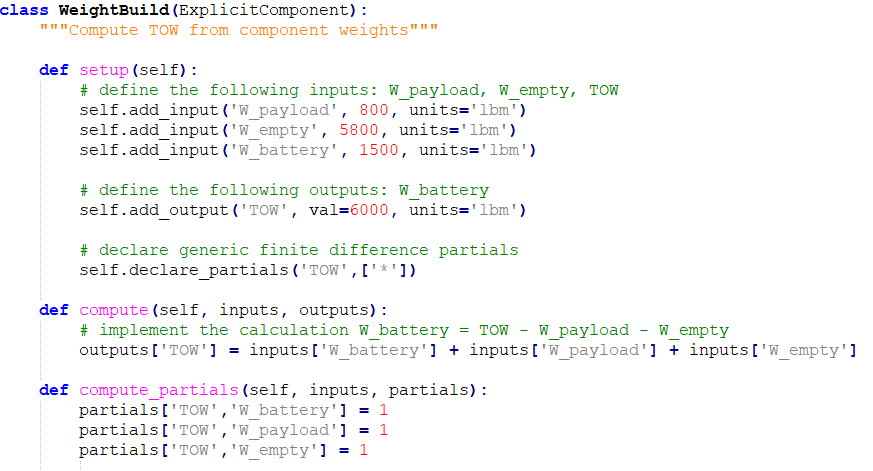 class WeightBuild(ExplicitComponent):
    """Compute TOW from component weights"""

    def setup(self):
        # define the following inputs: W_payload, W_empty, TOW
        self.add_input('W_payload', 800, units='lbm')
        self.add_input('W_empty', 5800, units='lbm')
        self.add_input('W_battery', 1500, units='lbm')

        # define the following outputs: W_battery
        self.add_output('TOW', val=6000, units='lbm')

        # declare generic finite difference partials
        self.declare_partials('TOW',['*'])

    def compute(self, inputs, outputs):
        # implement the calculation W_battery = TOW - W_payload - W_empty
        outputs['TOW'] = inputs['W_battery'] + inputs['W_payload'] + inputs['W_empty']

    def compute_partials(self, inputs, partials):
        partials['TOW','W_battery'] = 1
        partials['TOW','W_payload'] = 1
        partials['TOW','W_empty'] = 1